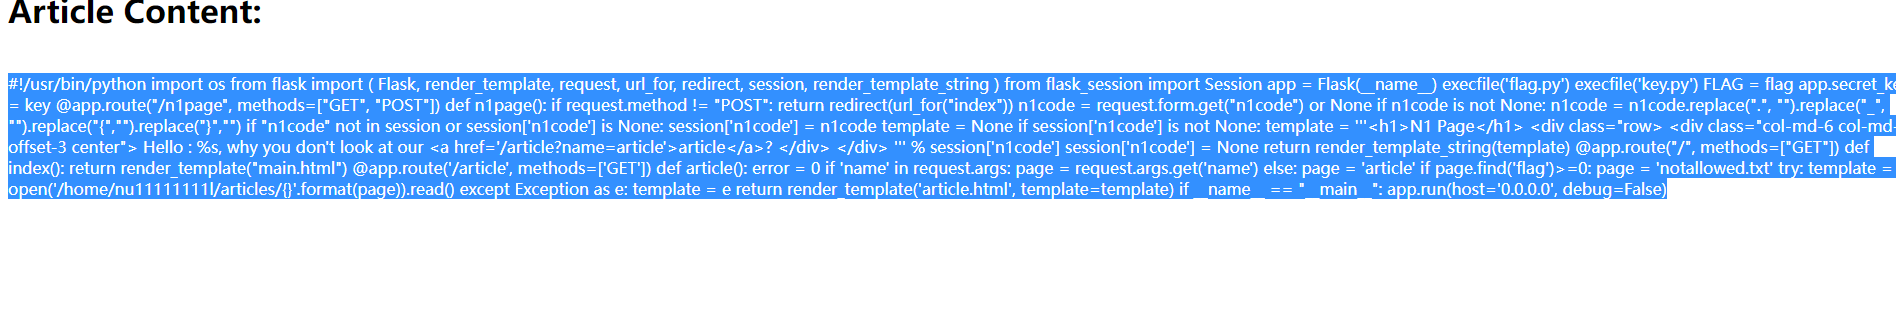 Article Content:
#!/usr/bin/python import os from flask import ( Flask, render_template, request, url_for, redirect, session, render_template_string ) from flask_session import Session app = Flask(__name__) execfile('flag.py') execfile('key.py') FLAG = flag app.secret_ke
= key @app.route("/n1page", methods=["GET", "POST"]) def n1page(): if request.method != "POST": return redirect(url_for("index")) n1code = request.form.get("n1code") or None if n1code is not None: n1code = n1code.replace(".", "").replace("_",
"").replace("{","").replace("}","") if "n1code" not in session or session['n1code'] is None: session['n1code'] = n1code template = None if session['n1code'] is not None: template = '''<h1>N1 Page</h1> <div class="row"> <div class="col-md-6 col-md-
offset-3 center"> Hello : %s, why you don't look at our <a href='/article?name=article'>article</a>? </div> </div> ''' % session['n1code'] session['n1code'] = None return render_template_string(template) @app.route("/", methods=["GET"]) def
index(): return render_template("main.html") @app.route('/article', methods=['GET']) def article(): error = 0 if 'name' in request.args: page = request.args.get('name') else: page = 'article' if page.find('flag')>=0: page = 'notallowed.txt' try: template =
open('/home/nu11111111l/articles/{}'.format(page)).read() except Exception as e: template = e return render_template('article.html', template=template) if __name__ == "__main__": app.run(host='0.0.0.0', debug=False)